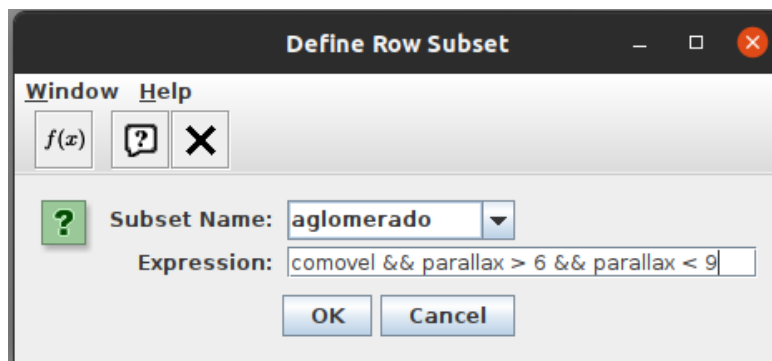 Define Row Subset
Window Help
f(x) ?
? Subset Name: aglomerado
Expression: comovel && parallax > 6 && parallax < 9
OK Cancel